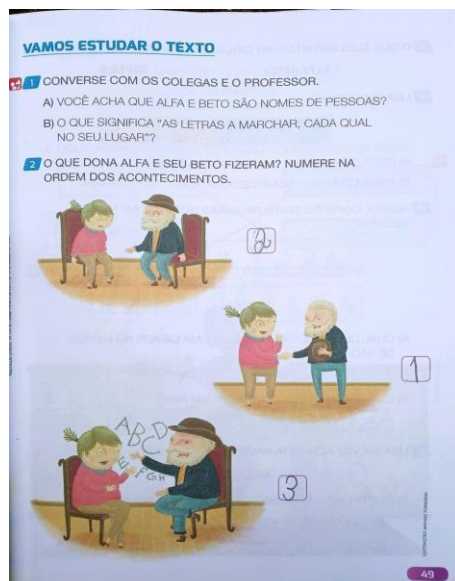 VAMOS ESTUDAR O TEXTO
1 CONVERSE COM OS COLEGAS E O PROFESSOR.
A) VOCÊ ACHA QUE ALFA E BETO SÃO NOMES DE PESSOAS?
B) O QUE SIGNIFICA "AS LETRAS A MARCHAR, CADA QUAL
NO SEU LUGAR"?
2 O QUE DONA ALFA E SEU BETO FIZERAM? NUMERE NA
ORDEM DOS ACONTECIMENTOS.
2
1
A B C D
E F G H
3
49